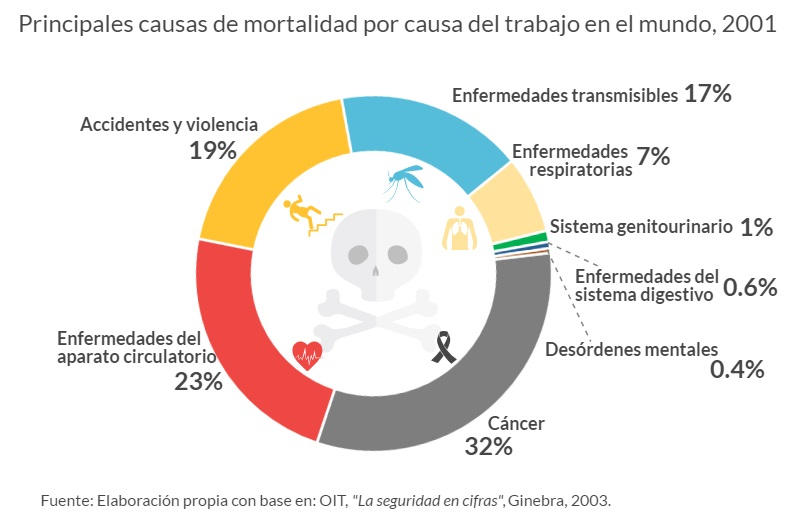 Principales causas de mortalidad por causa del trabajo en el mundo, 2001
Enfermedades transmisibles 17%
Accidentes y violencia
19%
Enfermedades
respiratorias 7%
Sistema genitourinario 1%
Enfermedades del
sistema digestivo 0.6%
Enfermedades del
aparato circulatorio
23%
Desórdenes mentales
0.4%
Cáncer
32%
Fuente: Elaboración propia con base en: OIT, "La seguridad en cifras", Ginebra, 2003.